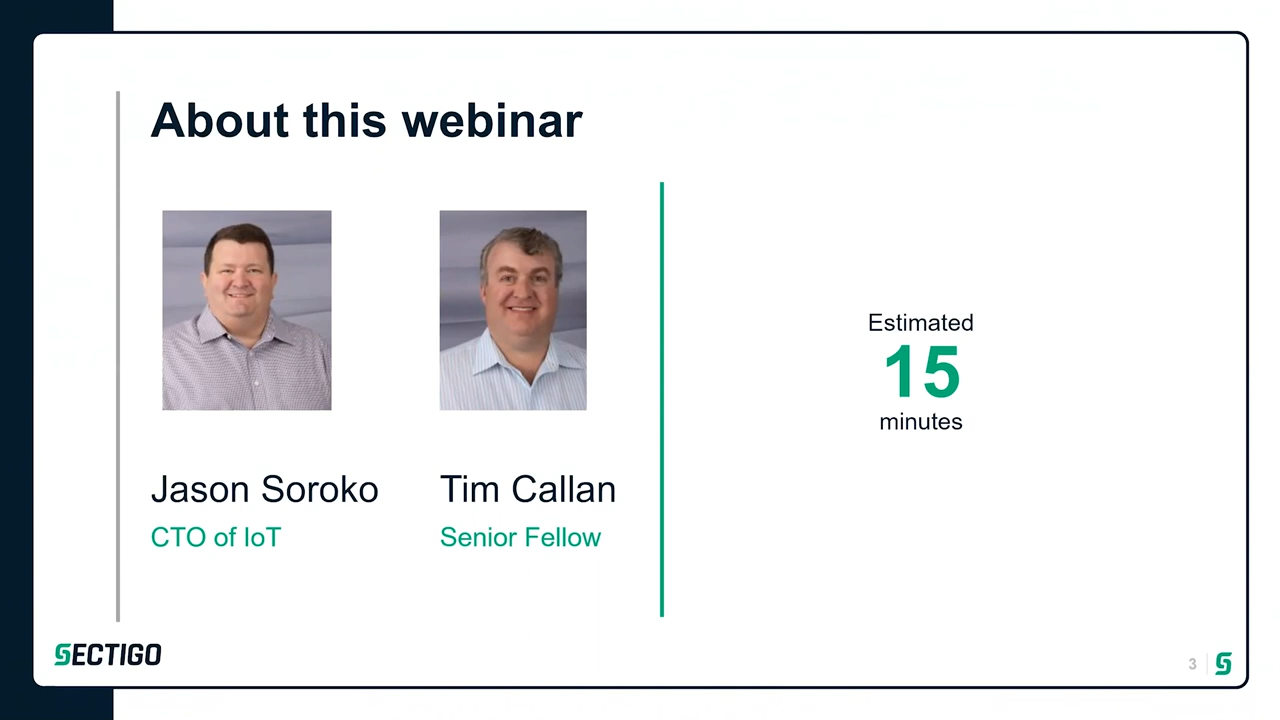 About this webinar
Jason Soroko
CTO of IoT
Tim Callan
Senior Fellow
Estimated
15
minutes
SECTIGO
3